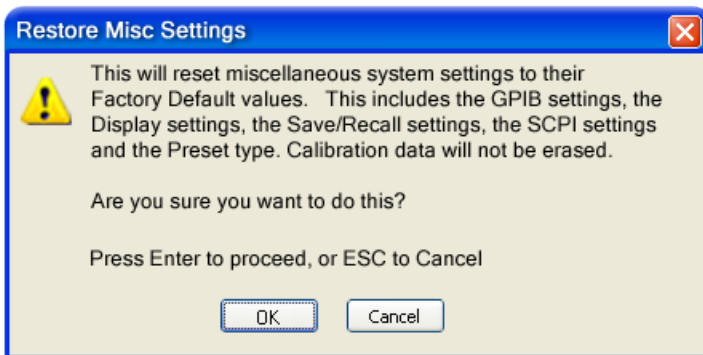 Restore Misc Settings
This will reset miscellaneous system settings to their
Factory Default values.   This includes the GPIB settings, the
Display settings, the Save/Recall settings, the SCPI settings
and the Preset type. Calibration data will not be erased.
Are you sure you want to do this?
Press Enter to proceed, or ESC to Cancel
OK
Cancel